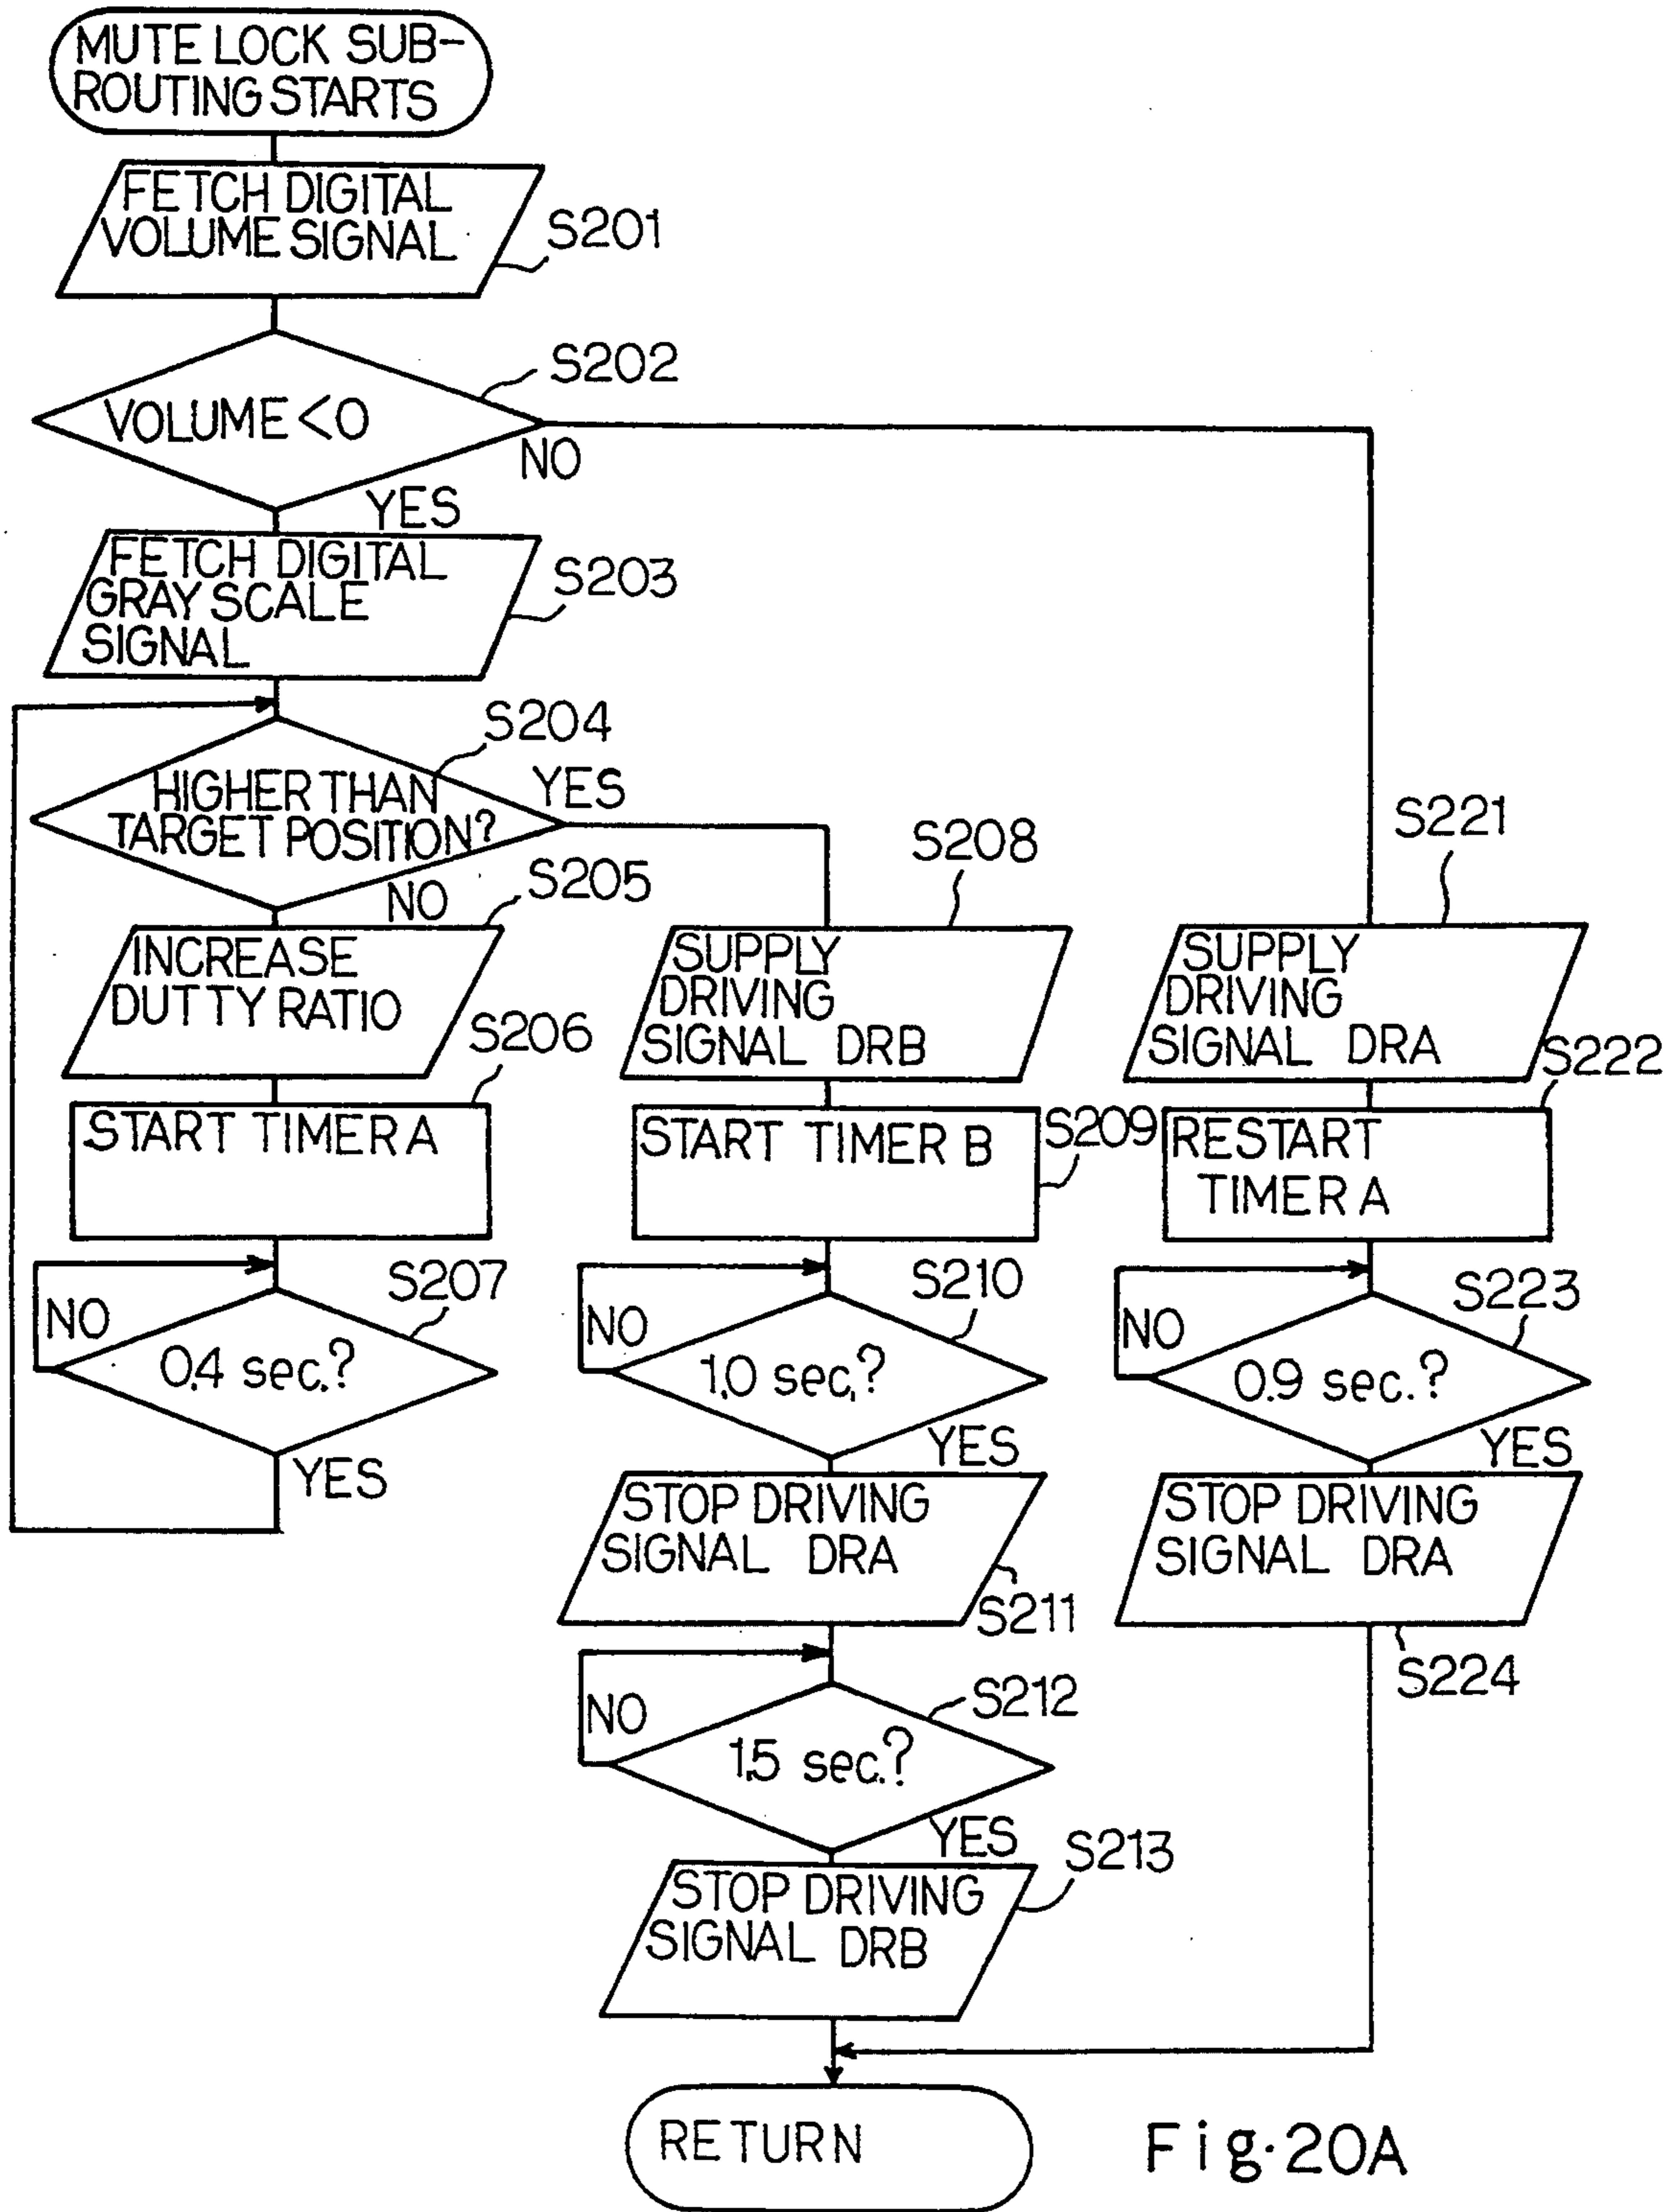 MUTE LOCK SUB-
ROUTING STARTS
FETCH DIGITAL
VOLUME SIGNAL
S201
S202
VOLUME <0
NO
YES
FETCH DIGITAL
GRAY SCALE
SIGNAL
S203
S204
HIGHER THAN
TARGET POSITION?
YES
NO
S205
INCREASE
DUTTY RATIO
S206
START TIMER A
S207
NO
0.4 sec.?
YES
S208
SUPPLY
DRIVING
SIGNAL DRB
START TIMER B
S209
S210
NO
1.0 sec.?
YES
STOP DRIVING
SIGNAL DRA
S211
S212
NO
1.5 sec.?
YES
S213
STOP DRIVING
SIGNAL DRB
S221
SUPPLY
DRIVING
SIGNAL DRA
S222
RESTART
TIMER A
S223
NO
0.9 sec.?
YES
STOP DRIVING
SIGNAL DRA
S224
RETURN
Fig. 20A